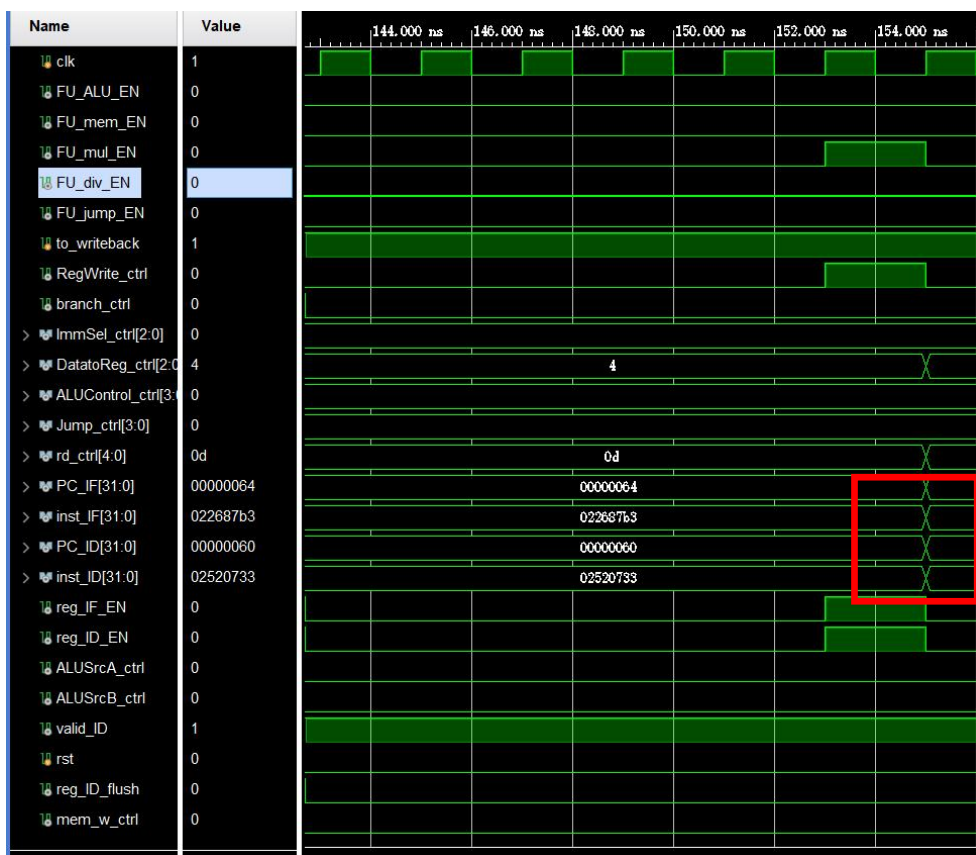 Name Value
144.000 ns 146.000 ns 148.000 ns 150.000 ns 152.000 ns 154.000 ns
clk 1
FU_ALU_EN 0
FU_mem_EN 0
FU_mul_EN 0
FU_div_EN 0
FU_jump_EN 0
to_writeback 1
RegWrite_ctrl 0
branch_ctrl 0
ImmSel_ctrl[2:0] 0
DatatoReg_ctrl[2:0 4 4
ALUControl_ctrl[3: 0
Jump_ctrl[3:0] 0
rd_ctrl[4:0] 0d 0d
PC_IF[31:0] 00000064 00000064
inst_IF[31:0] 022687b3 022687b3
PC_ID[31:0] 00000060 00000060
inst_ID[31:0] 02520733 02520733
reg_IF_EN 0
reg_ID_EN 0
ALUSrcA_ctrl 0
ALUSrcB_ctrl 0
valid_ID 1
rst 0
reg_ID_flush 0
mem_w_ctrl 0